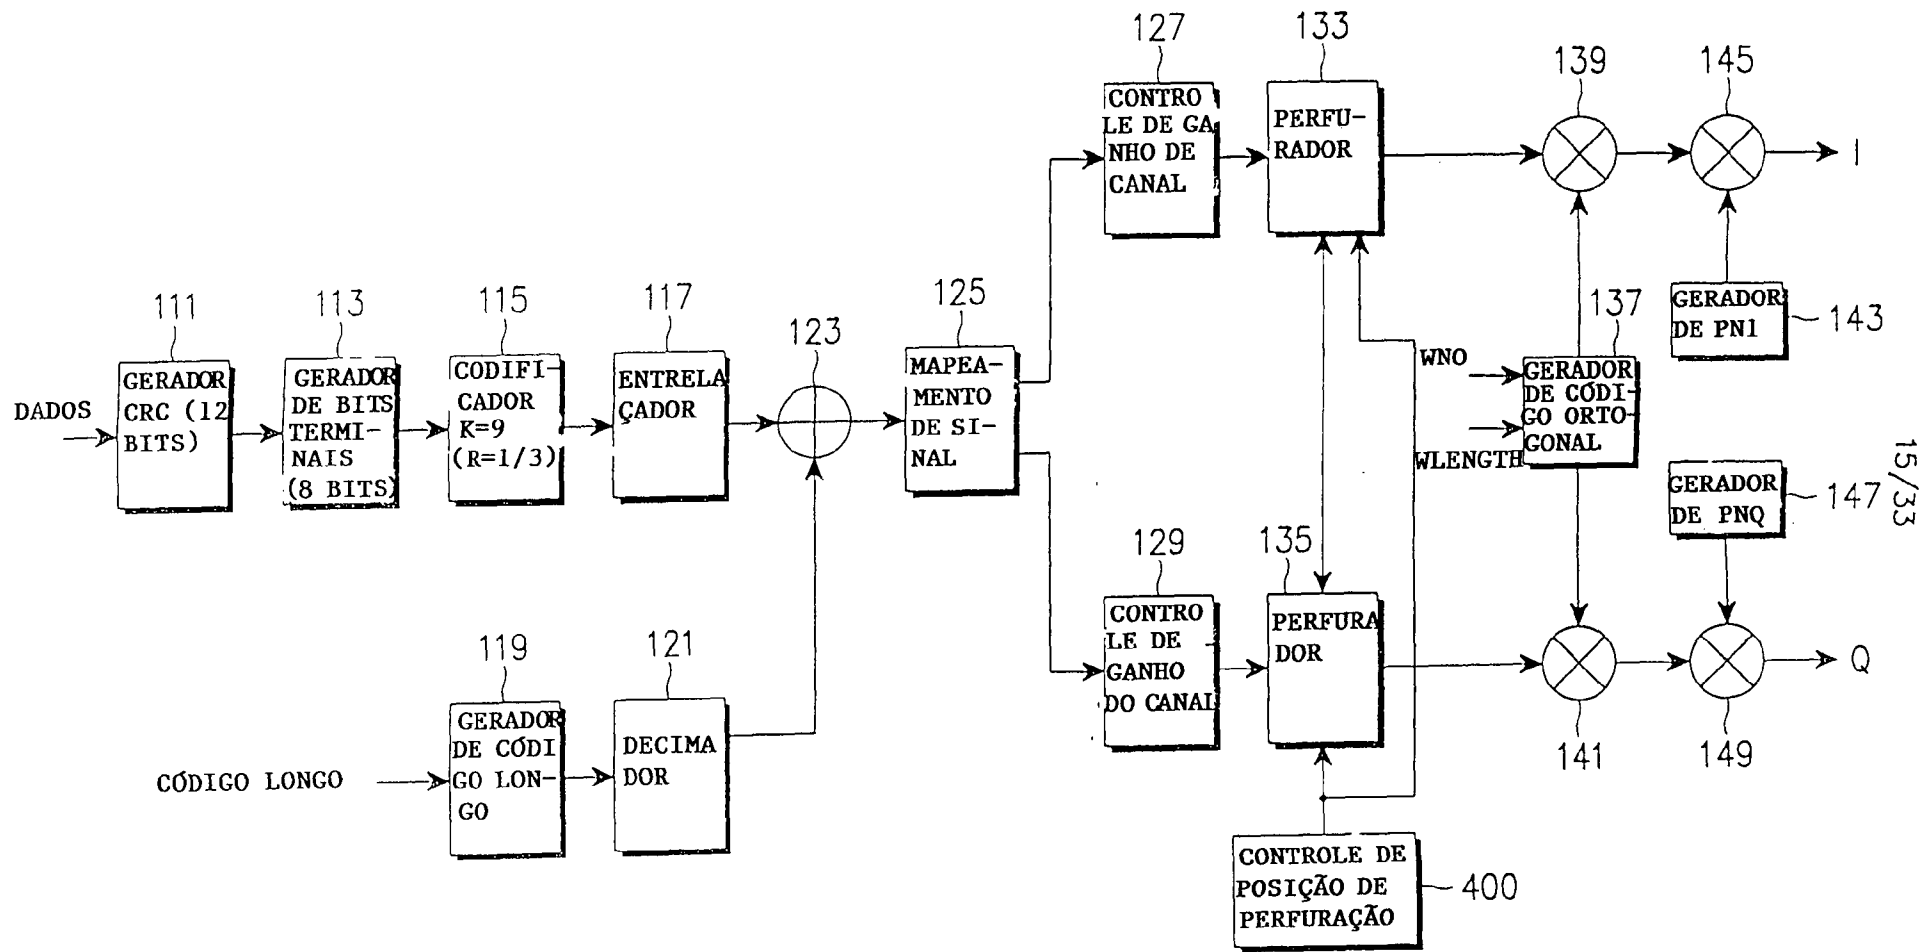 127
133
139
145
CONTRO
LE DE GA
NHO DE
CANAL
PERFU-
RADOR
I
111
113
115
117
123
125
137
GERADOR
DE PN1
143
DADOS
GERADOR
CRC (12
BITS)
GERADOR
DE BITS
TERMI-
NAIS
(8 BITS)
CODIFI-
CADOR
K=9
(R=1/3)
ENTRELA
ÇADOR
MAPEA-
MENTO
DE SI-
NAL
WNO
WLENGTH
GERADOR
DE CÓDI-
GO ORTO-
GONAL
15/33
GERADOR
DE PNQ
147
129
135
CONTRO
LE DE
GANHO
DO CANAL
PERFURA
DOR
Q
141
149
119
121
CÓDIGO LONGO
GERADOR
DE CÓDI
GO LON-
GO
DECIMA
DOR
CONTROLE DE
POSIÇÃO DE
PERFURAÇÃO
400